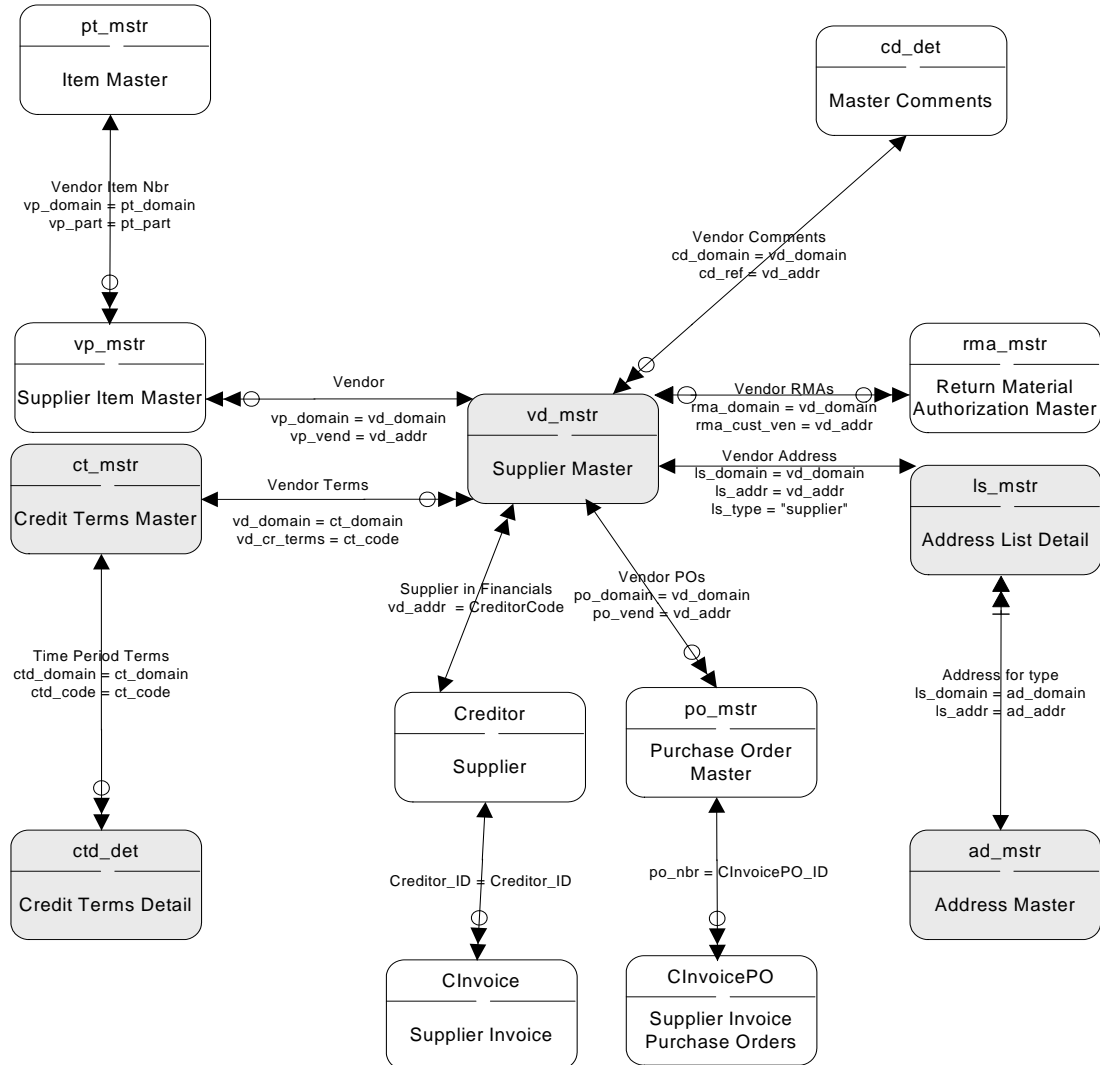 pt_mstr
Item Master
cd_det
Master Comments
Vendor Item Nbr
vp_domain = pt_domain
vp_part = pt_part
Vendor Comments
cd_domain = vd_domain
cd_ref = vd_addr
vp_mstr
Supplier Item Master
Vendor
vp_domain = vd_domain
vp_vend = vd_addr
vd_mstr
Supplier Master
Vendor RMAs
rma_domain = vd_domain
rma_cust_ven = vd_addr
rma_mstr
Return Material
Authorization Master
ct_mstr
Credit Terms Master
Vendor Terms
vd_domain = ct_domain
vd_cr_terms = ct_code
Vendor Address
ls_domain = vd_domain
ls_addr = vd_addr
ls_type = "supplier"
ls_mstr
Address List Detail
Supplier in Financials
vd_addr = CreditorCode
Vendor POs
po_domain = vd_domain
po_vend = vd_addr
Time Period Terms
ctd_domain = ct_domain
ctd_code = ct_code
Address for type
ls_domain = ad_domain
ls_addr = ad_addr
Creditor
Supplier
po_mstr
Purchase Order
Master
ctd_det
Credit Terms Detail
Creditor_ID = Creditor_ID
po_nbr = CInvoicePO_ID
ad_mstr
Address Master
CInvoice
Supplier Invoice
CInvoicePO
Supplier Invoice
Purchase Orders